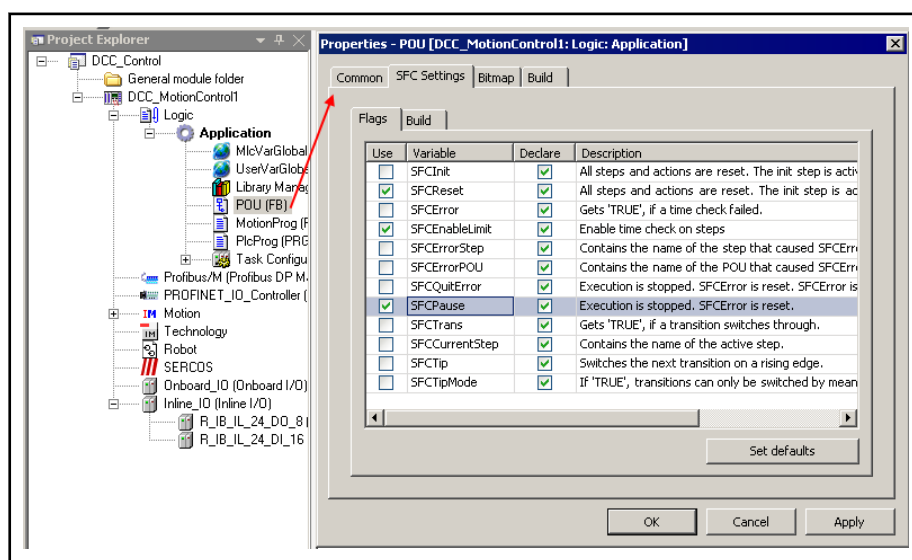 Project Explorer
DCC_Control
General module folder
DCC_MotionControl1
Logic
Application
MlcVarGlobal
UserVarGlob
Library Manag
POU (FB)
MotionProg (
PlcProg (PRG
Task Configu
Profibus/M (Profibus DP M
PROFINET_IO_Controller (
Motion
Technology
Robot
SERCOS
Onboard_IO (Onboard I/O)
Inline_IO (Inline I/O)
R_IB_IL_24_DO_8
R_IB_IL_24_DI_16
Properties - POU [DCC_MotionControl1: Logic: Application]
Common SFC Settings Bitmap Build
Flags Build
Use Variable Declare Description
SFCInit All steps and actions are reset. The init step is activ
SFCReset All steps and actions are reset. The init step is ac
SFCError Gets 'TRUE', if a time check failed.
SFCEnableLimit Enable time check on steps
SFCErrorStep Contains the name of the step that caused SFCErr
SFCErrorPOU Contains the name of the POU that caused SFCErr
SFCQuitError Execution is stopped. SFCError is reset. SFCError is
SFCPause Execution is stopped. SFCError is reset.
SFCTrans Gets 'TRUE', if a transition switches through.
SFCCurrentStep Contains the name of the active step.
SFCTip Switches the next transition on a rising edge.
SFCTipMode If 'TRUE', transitions can only be switched by mean
Set defaults
OK Cancel Apply